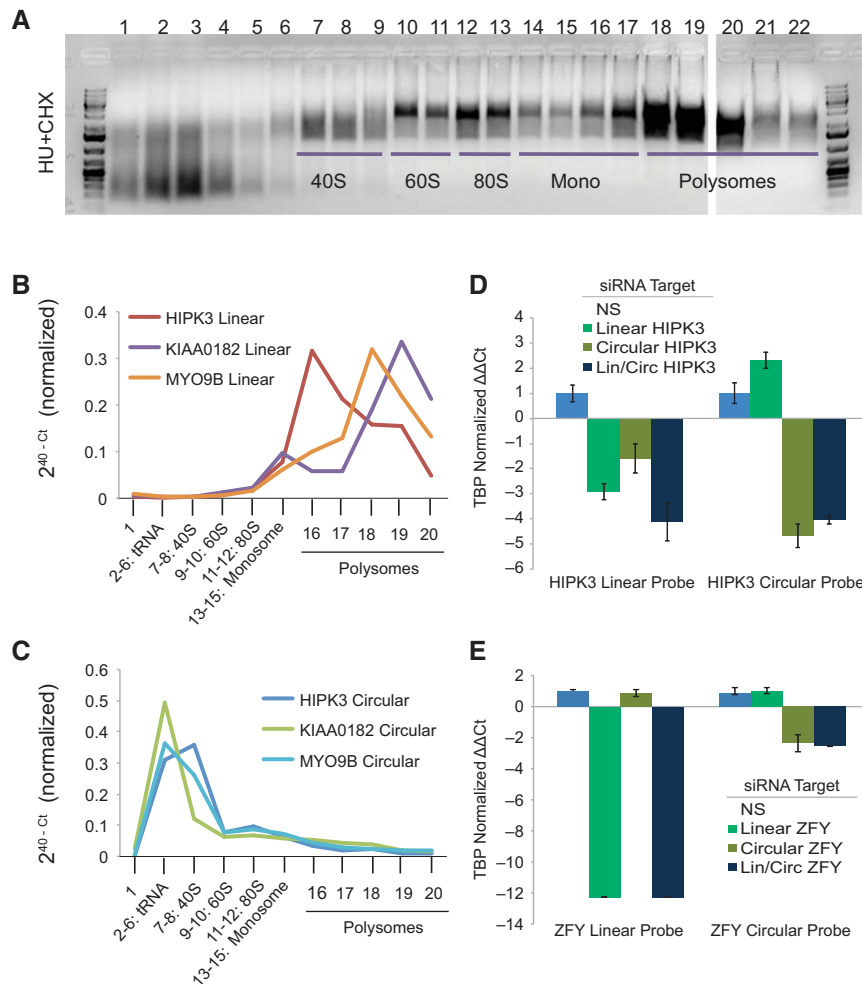 A
1 2 3 4 5 6 7 8 9 10 11 12 13 14 15 16 17 18 19 20 21 22
HU+CHX
40S 60S 80S Mono Polysomes
B
2^40 - Ct (normalized)
0.4
0.3
0.2
0.1
0
HIPK3 Linear
KIAA0182 Linear
MYO9B Linear
1
2-6: tRNA
7-8: 40S
9-10: 60S
11-12: 80S
13-15: Monosome
16 17 18 19 20
Polysomes
C
2^40 - Ct (normalized)
0.6
0.5
0.4
0.3
0.2
0.1
0
HIPK3 Circular
KIAA0182 Circular
MYO9B Circular
1
2-6: tRNA
7-8: 40S
9-10: 60S
11-12: 80S
13-15: Monosome
16 17 18 19 20
Polysomes
D
TBP Normalized ΔΔCt
4
3
2
1
0
−1
−2
−3
−4
−5
−6
siRNA Target
NS
Linear HIPK3
Circular HIPK3
Lin/Circ HIPK3
HIPK3 Linear Probe HIPK3 Circular Probe
E
TBP Normalized ΔΔCt
2
0
−2
−4
−6
−8
−10
−12
−14
siRNA Target
NS
Linear ZFY
Circular ZFY
Lin/Circ ZFY
ZFY Linear Probe ZFY Circular Probe